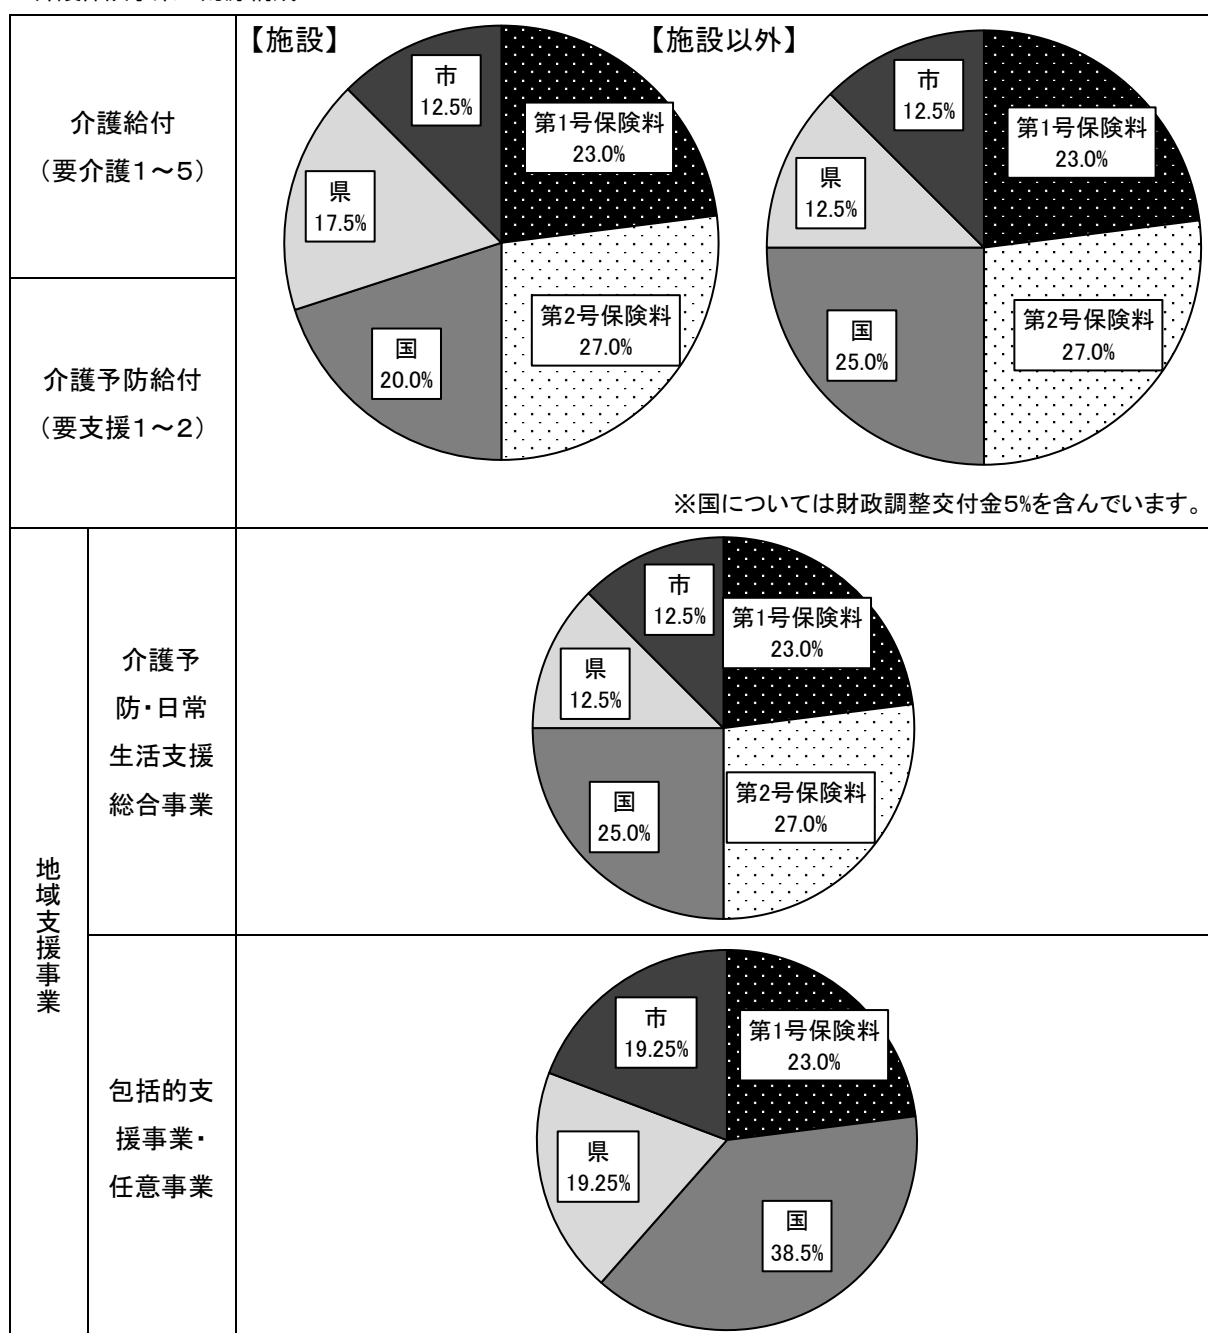 介護給付
（要介護1～5）
【施設】
市
12.5%
第1号保険料
23.0%
県
17.5%
第2号保険料
27.0%
国
20.0%
【施設以外】
市
12.5%
第1号保険料
23.0%
県
12.5%
第2号保険料
27.0%
国
25.0%
介護予防給付
（要支援1～2）
※国については財政調整交付金5%を含んでいます。
地域支援事業
介護予
防・日常
生活支援
総合事業
市
12.5%
第1号保険料
23.0%
県
12.5%
第2号保険料
27.0%
国
25.0%
包括的支
援事業・
任意事業
市
19.25%
第1号保険料
23.0%
県
19.25%
国
38.5%